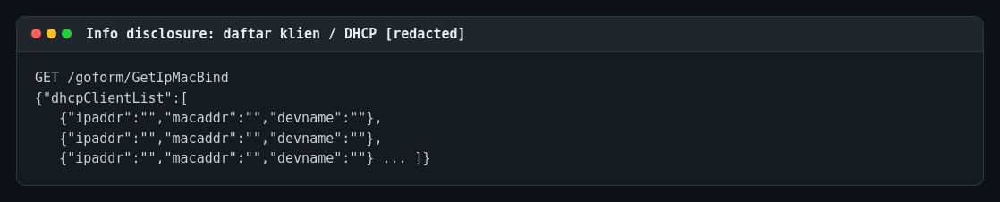 Info disclosure: daftar klien / DHCP [redacted]
GET /goform/GetIpMacBind
{"dhcpClientList":[
   {"ipaddr":"","macaddr":"","devname":""},
   {"ipaddr":"","macaddr":"","devname":""},
   {"ipaddr":"","macaddr":"","devname":""} ... ]}